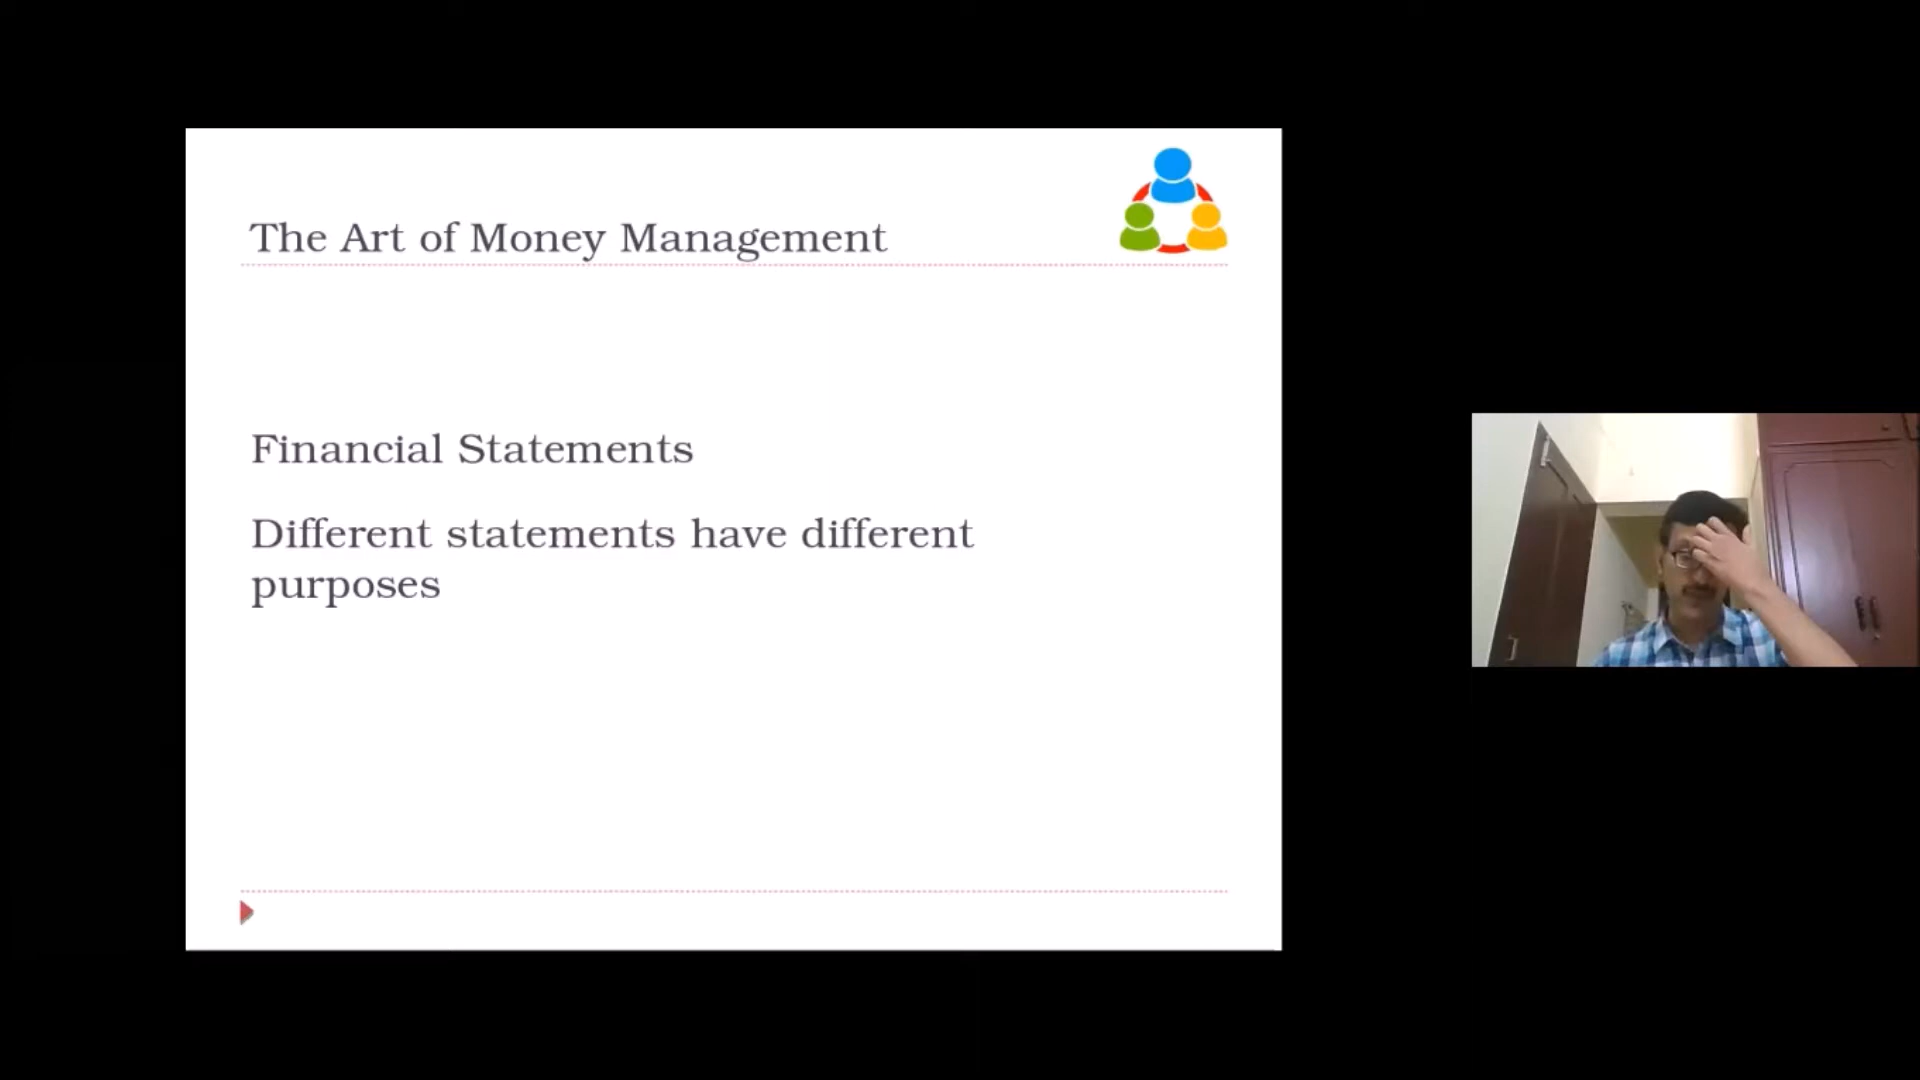 The Art of Money Management
Financial Statements
Different statements have different
purposes